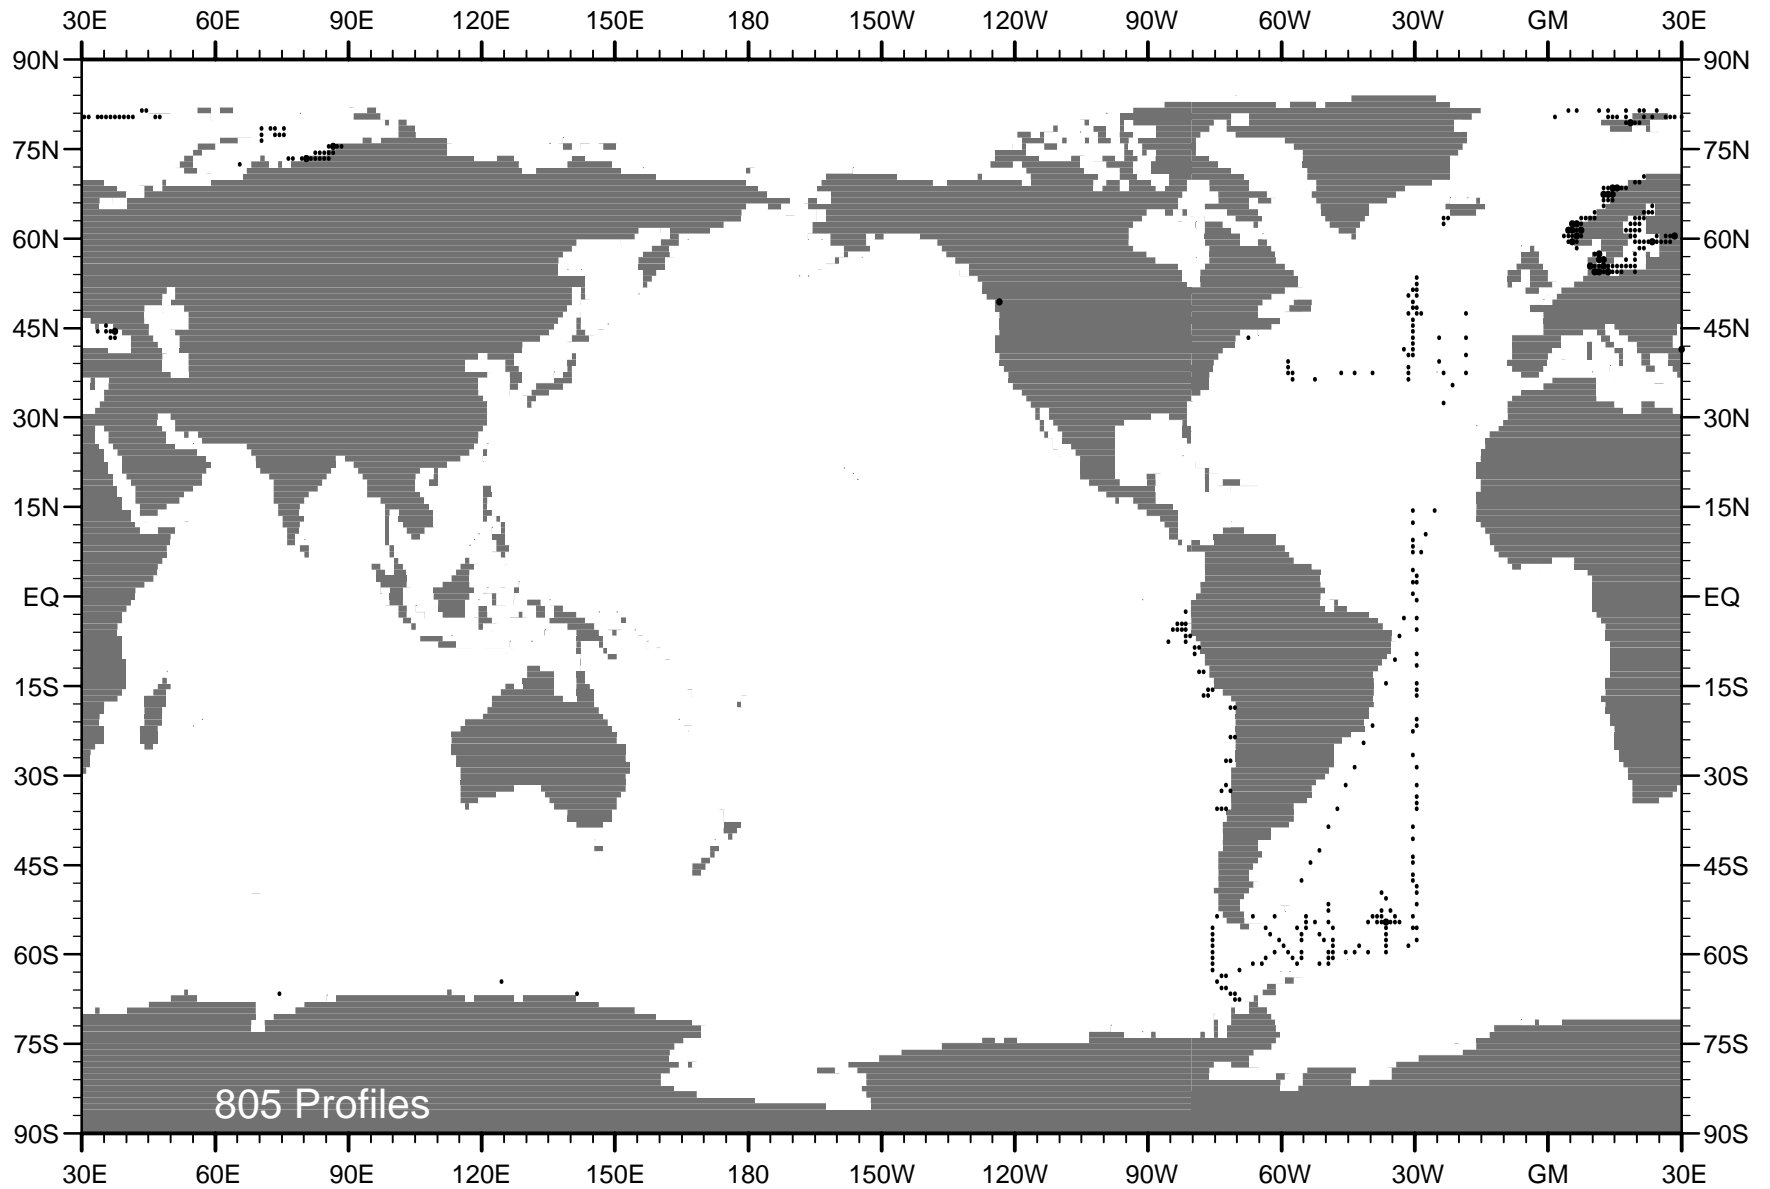 30E 60E 90E 120E 150E 180 150W 120W 90W 60W 30W GM 30E
90N 90N
75N 75N
60N 60N
45N 45N
30N 30N
15N 15N
EQ EQ
15S 15S
30S 30S
45S 45S
60S 60S
75S 75S
805 Profiles
90S 90S
30E 60E 90E 120E 150E 180 150W 120W 90W 60W 30W GM 30E